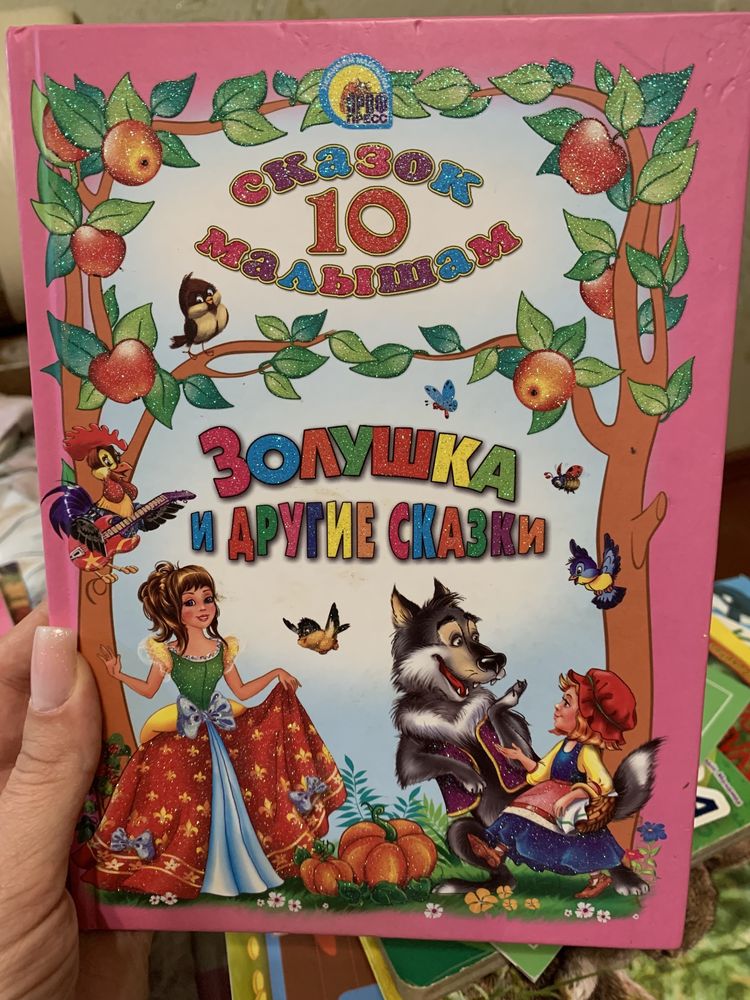 ПРОФ
ПРЕСС
Сказок
10
малышам
ЗОЛУШКА
И ДРУГИЕ СКАЗКИ